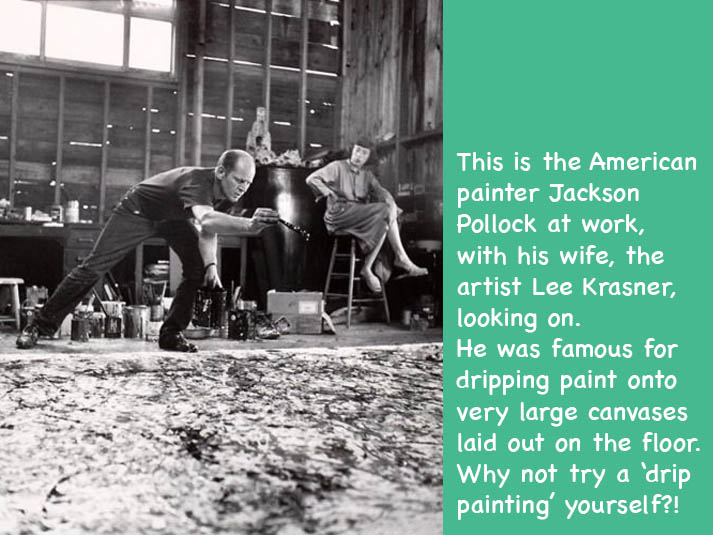 This is the American
painter Jackson
Pollock at work,
with his wife, the
artist Lee Krasner,
looking on.
He was famous for
dripping paint onto
very large canvases
laid out on the floor.
Why not try a ‘drip
painting’ yourself?!